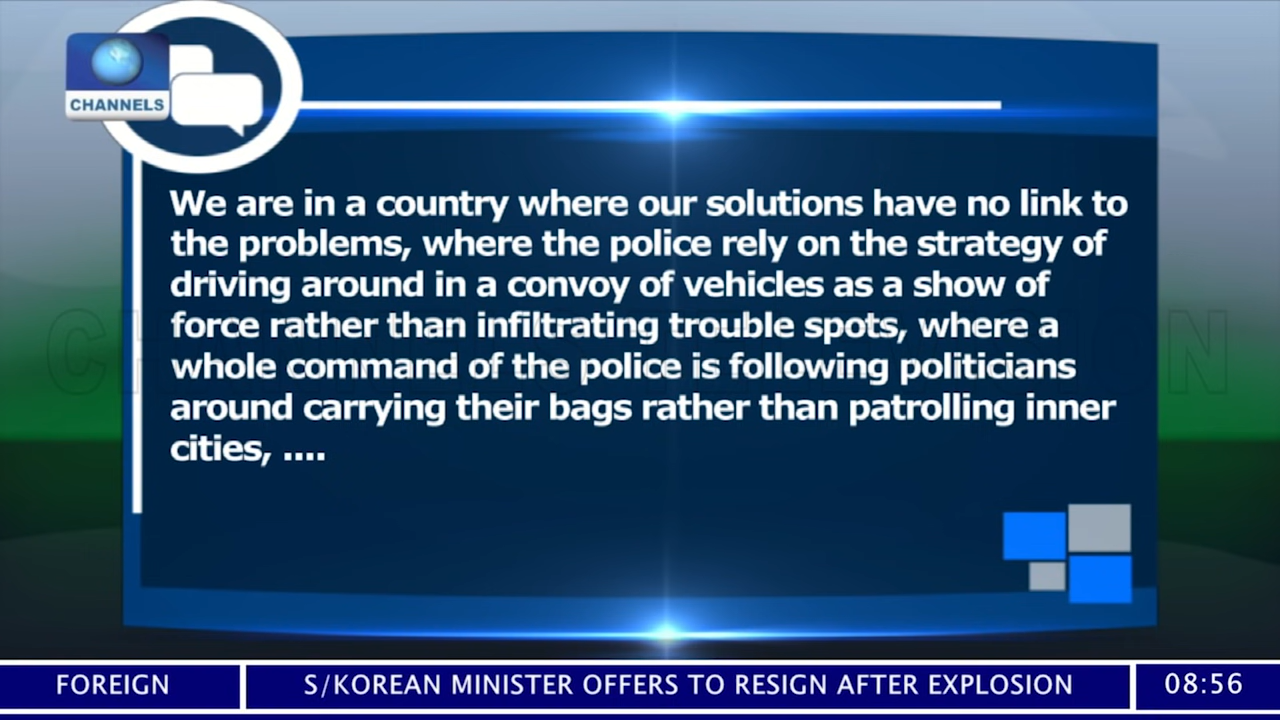 CHANNELS
We are in a country where our solutions have no link to
the problems, where the police rely on the strategy of
driving around in a convoy of vehicles as a show of
force rather than infiltrating trouble spots, where a
whole command of the police is following politicians
around carrying their bags rather than patrolling inner
cities, ....
FOREIGN
S/KOREAN MINISTER OFFERS TO RESIGN AFTER EXPLOSION
08:56